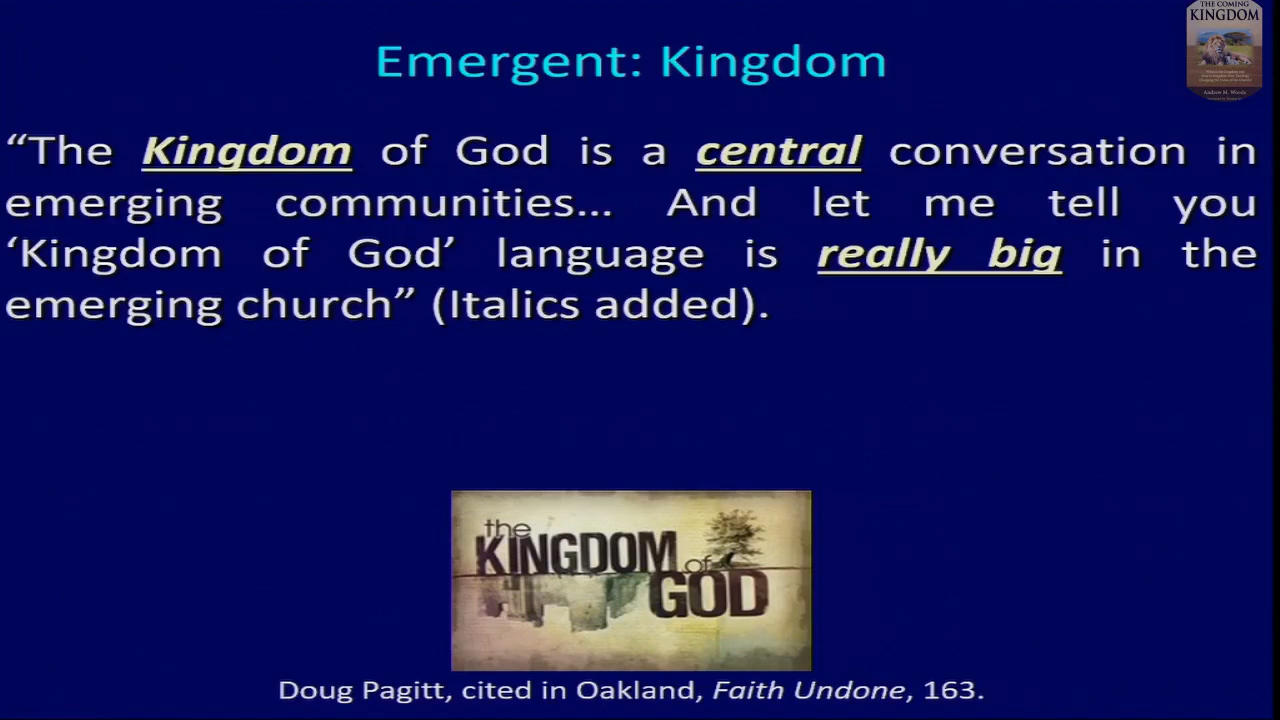 THE COMING
KINGDOM
Andrew M. Woods
Emergent: Kingdom
“The Kingdom of God is a central conversation in
emerging communities... And let me tell you
‘Kingdom of God’ language is really big in the
emerging church” (Italics added).
the
KINGDOM of
GOD
Doug Pagitt, cited in Oakland, Faith Undone, 163.